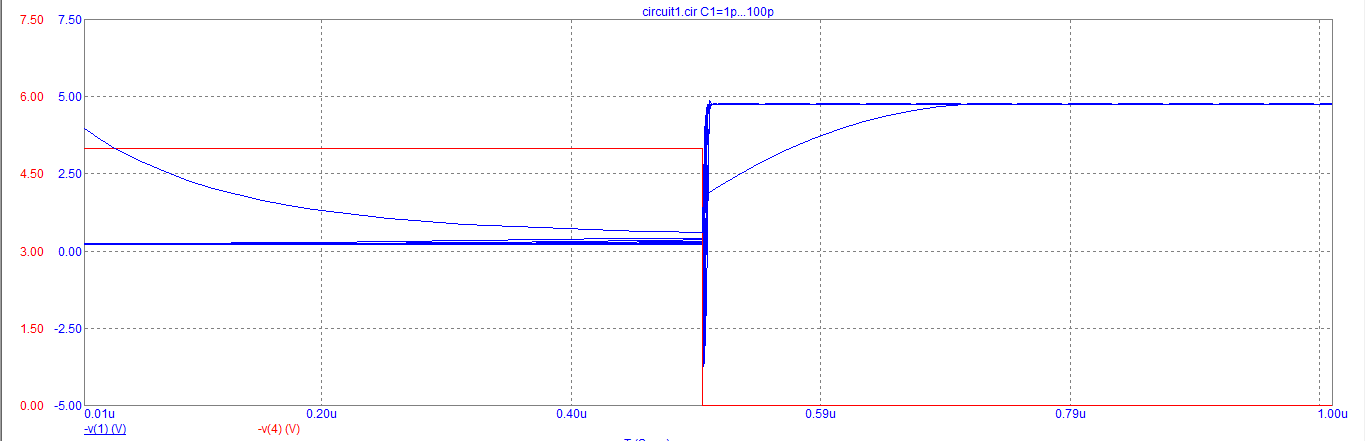 circuit1.cir C1=1p...100p
7.50 7.50
6.00 5.00
4.50 2.50
3.00 0.00
1.50 -2.50
0.00 -5.00
0.01u 0.20u 0.40u 0.59u 0.79u 1.00u
-v(1) (V) -v(4) (V)